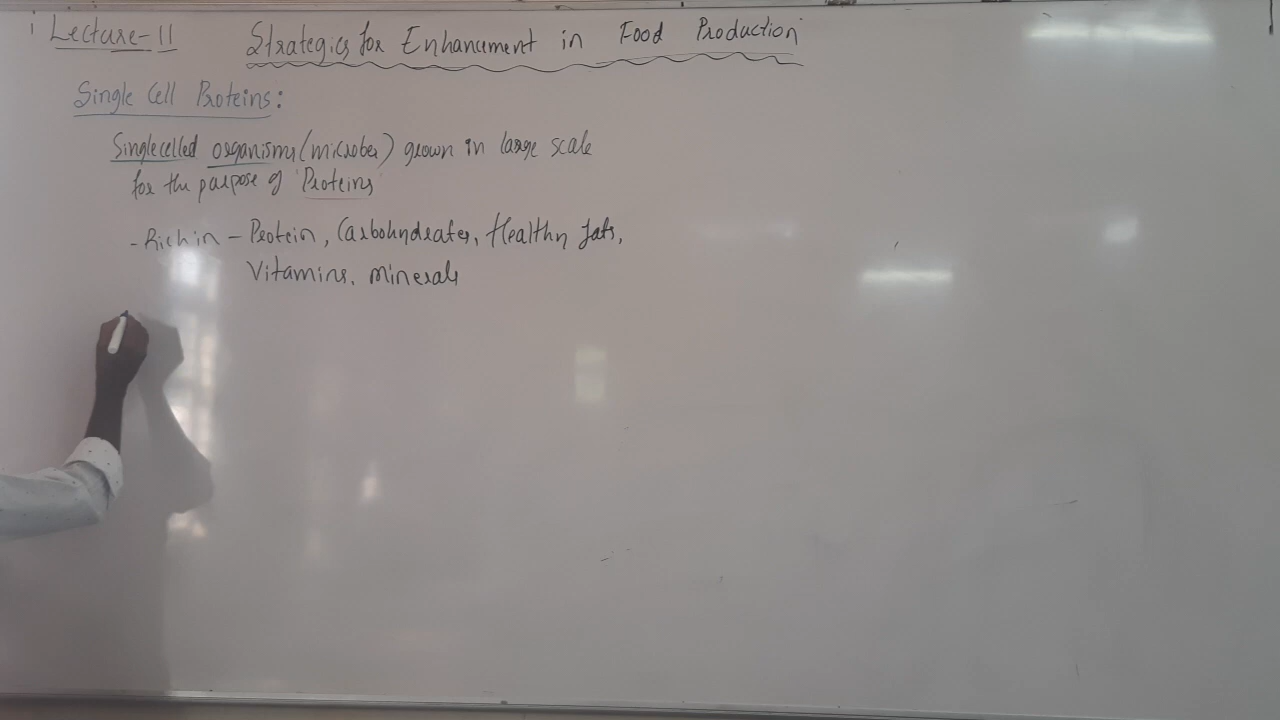 Lecture-11
Strategies for Enhancement in Food Production
Single Cell Proteins:
Singlecelled organisms (microbes) grown in large scale
for the purpose of 'Proteins'
- Rich in - Protein, Carbohydrates, Healthy fats,
Vitamins, minerals